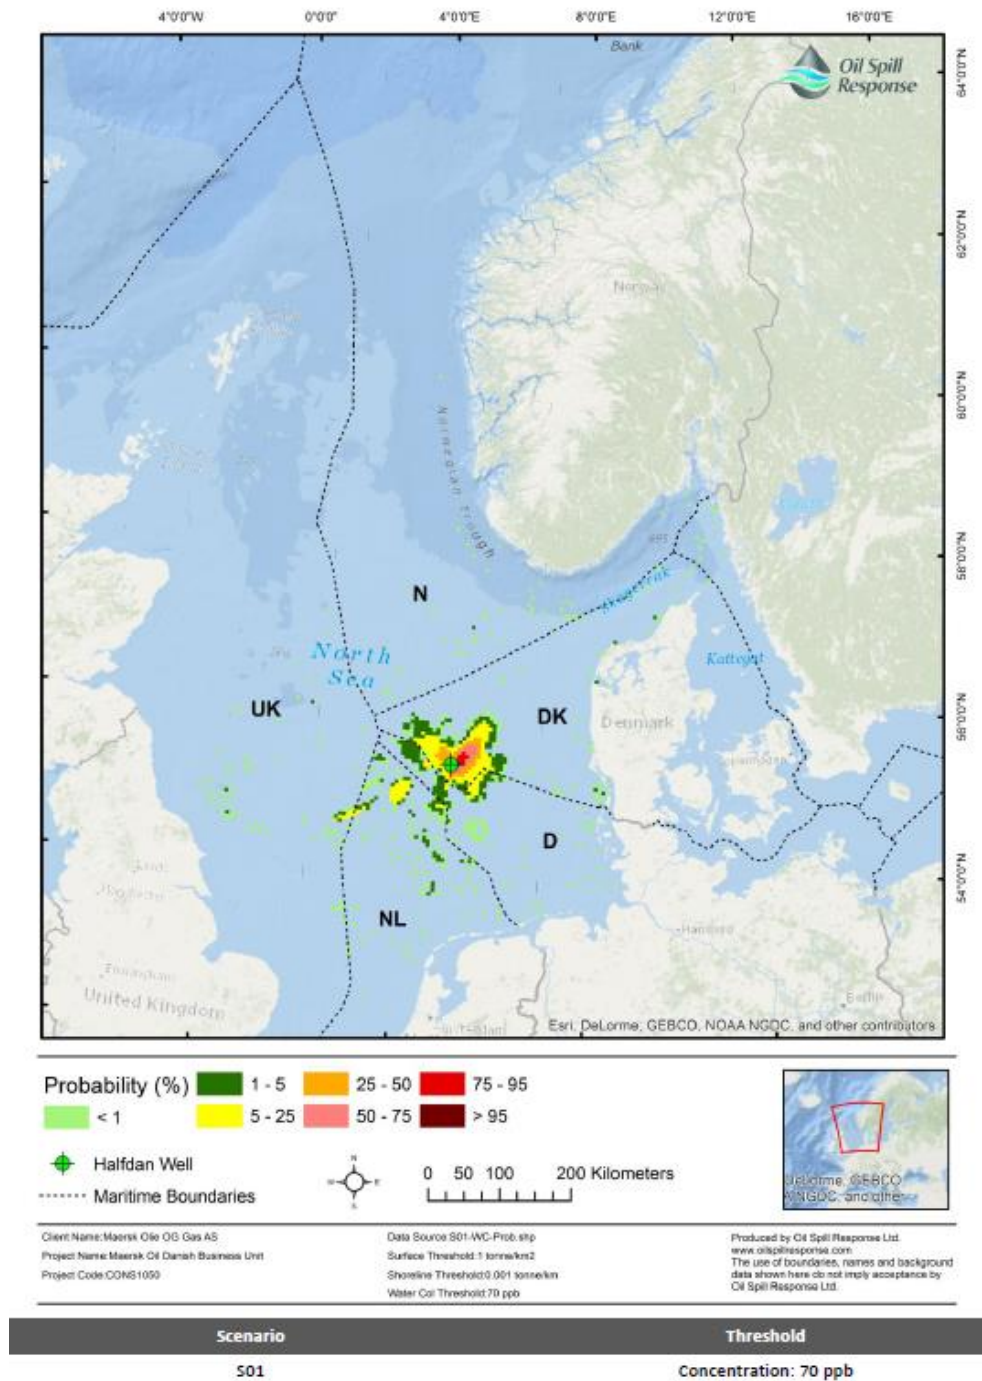 4°0'0"W 0°0'0 4°0'0"E 8°0'0"E 12°0'0"E 16°0'0"E
Bank
Oil Spill
Response
64°0'0"N
62°0'0"N
Norway
60°0'0"N
Norwegian Trough
58°0'0"N
Skagerrak
N
North
Sea
Kattegat
UK
DK
Denmark
56°0'0"N
D
54°0'0"N
NL
Hamburg
Berlin
United Kingdom
Esri, DeLorme, GEBCO, NOAA NGDC, and other contributors
Probability (%)
1 - 5 25 - 50 75 - 95
< 1 5 - 25 50 - 75 > 95
Halfdan Well
Maritime Boundaries
N
W E
S
0 50 100 200 Kilometers
DeLorme, GEBCO
NGDC, and other
Client Name:Maersk Olie OG Gas AS
Project Name:Maersk Oil Danish Business Unit
Project Code:CONS1050
Data Source:S01-WC-Prob.shp
Surface Threshold:1 tonne/km2
Shoreline Threshold:0.001 tonne/km
Water Col Threshold:70 ppb
Produced by Oil Spill Response Ltd.
www.oilspillresponse.com
The use of boundaries, names and background
data shown here do not imply acceptance by
Oil Spill Response Ltd.
Scenario Threshold
S01 Concentration: 70 ppb